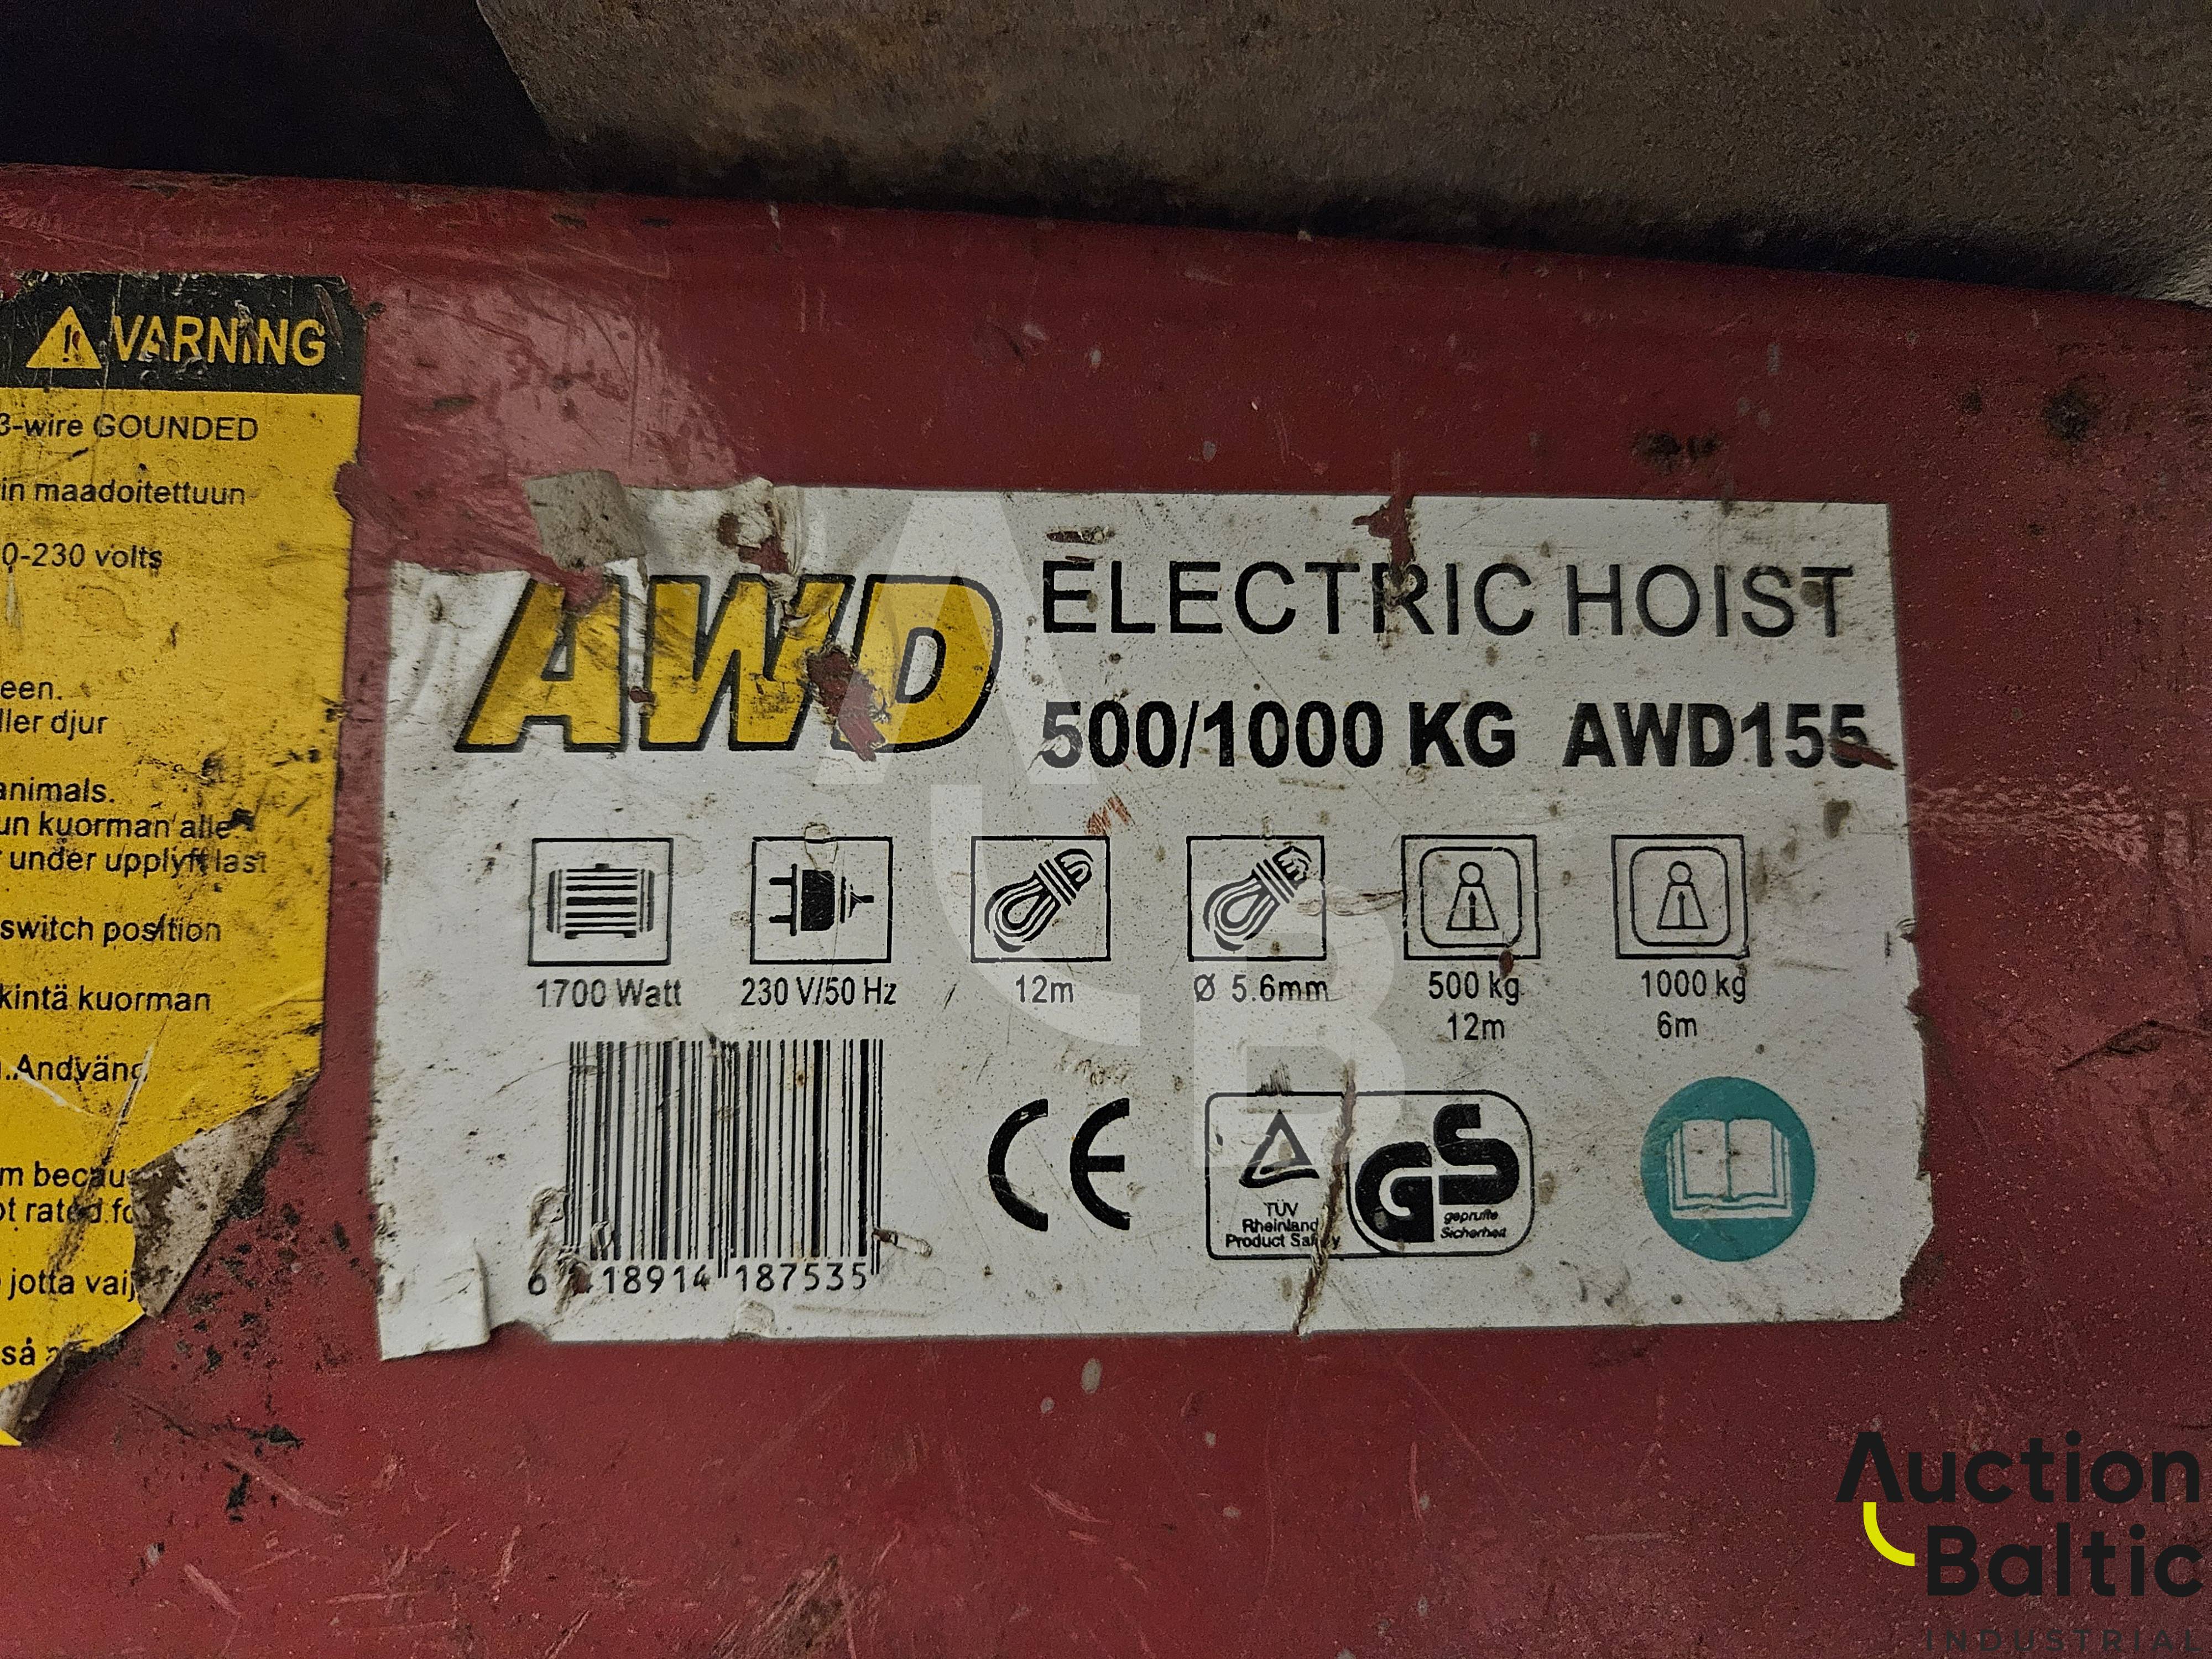 VARNING
3-wire GOUNDED
in maadoitettuun
0-230 volts
een.
ller djur
animals.
un kuorman alle
under upplyft last
switch position
kintä kuorman
.Andvänd
m becau
ot rated fo
jotta vaij
så
AWD
ELECTRIC HOIST
500/1000 KG AWD155
1700 Watt
230 V/50 Hz
12m
Ø 5.6mm
500 kg
12m
1000 kg
6m
6 18914 187535
CE
TÜV
Rheinland
Product Safety
GS
geprüfte
Sicherheit
Auction
Baltic
INDUSTRIAL